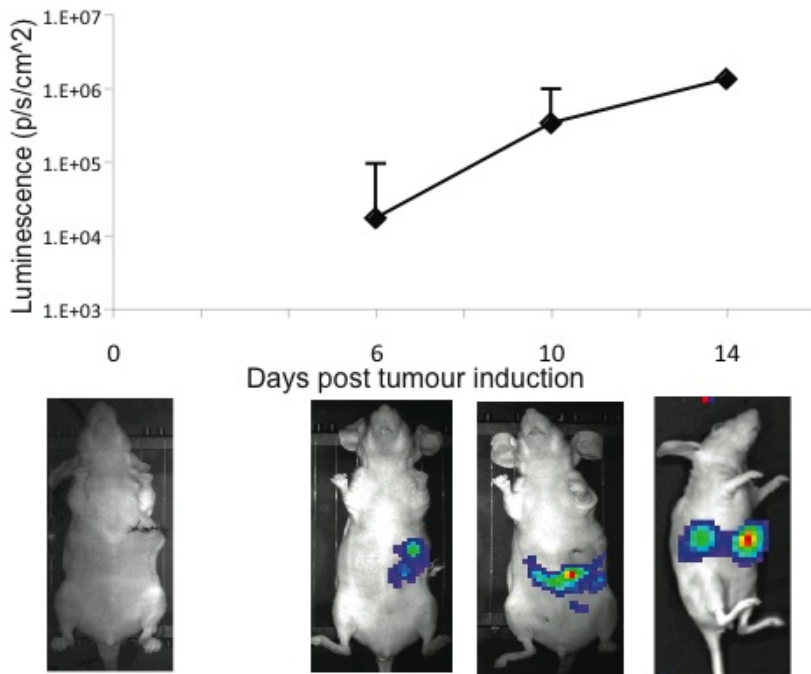 Luminescence (p/s/cm^2)
1.E+07
1.E+06
1.E+05
1.E+04
1.E+03
0 6 10 14
Days post tumour induction